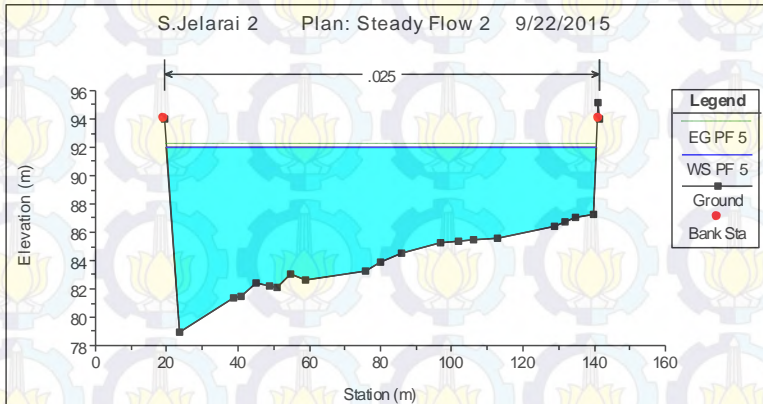 S.Jelarai 2 Plan: Steady Flow 2 9/22/2015
.025
96
94
92
90
88
86
84
82
80
78
Elevation (m)
0 20 40 60 80 100 120 140 160
Station (m)
Legend
EG PF 5
WS PF 5
Ground
Bank Sta